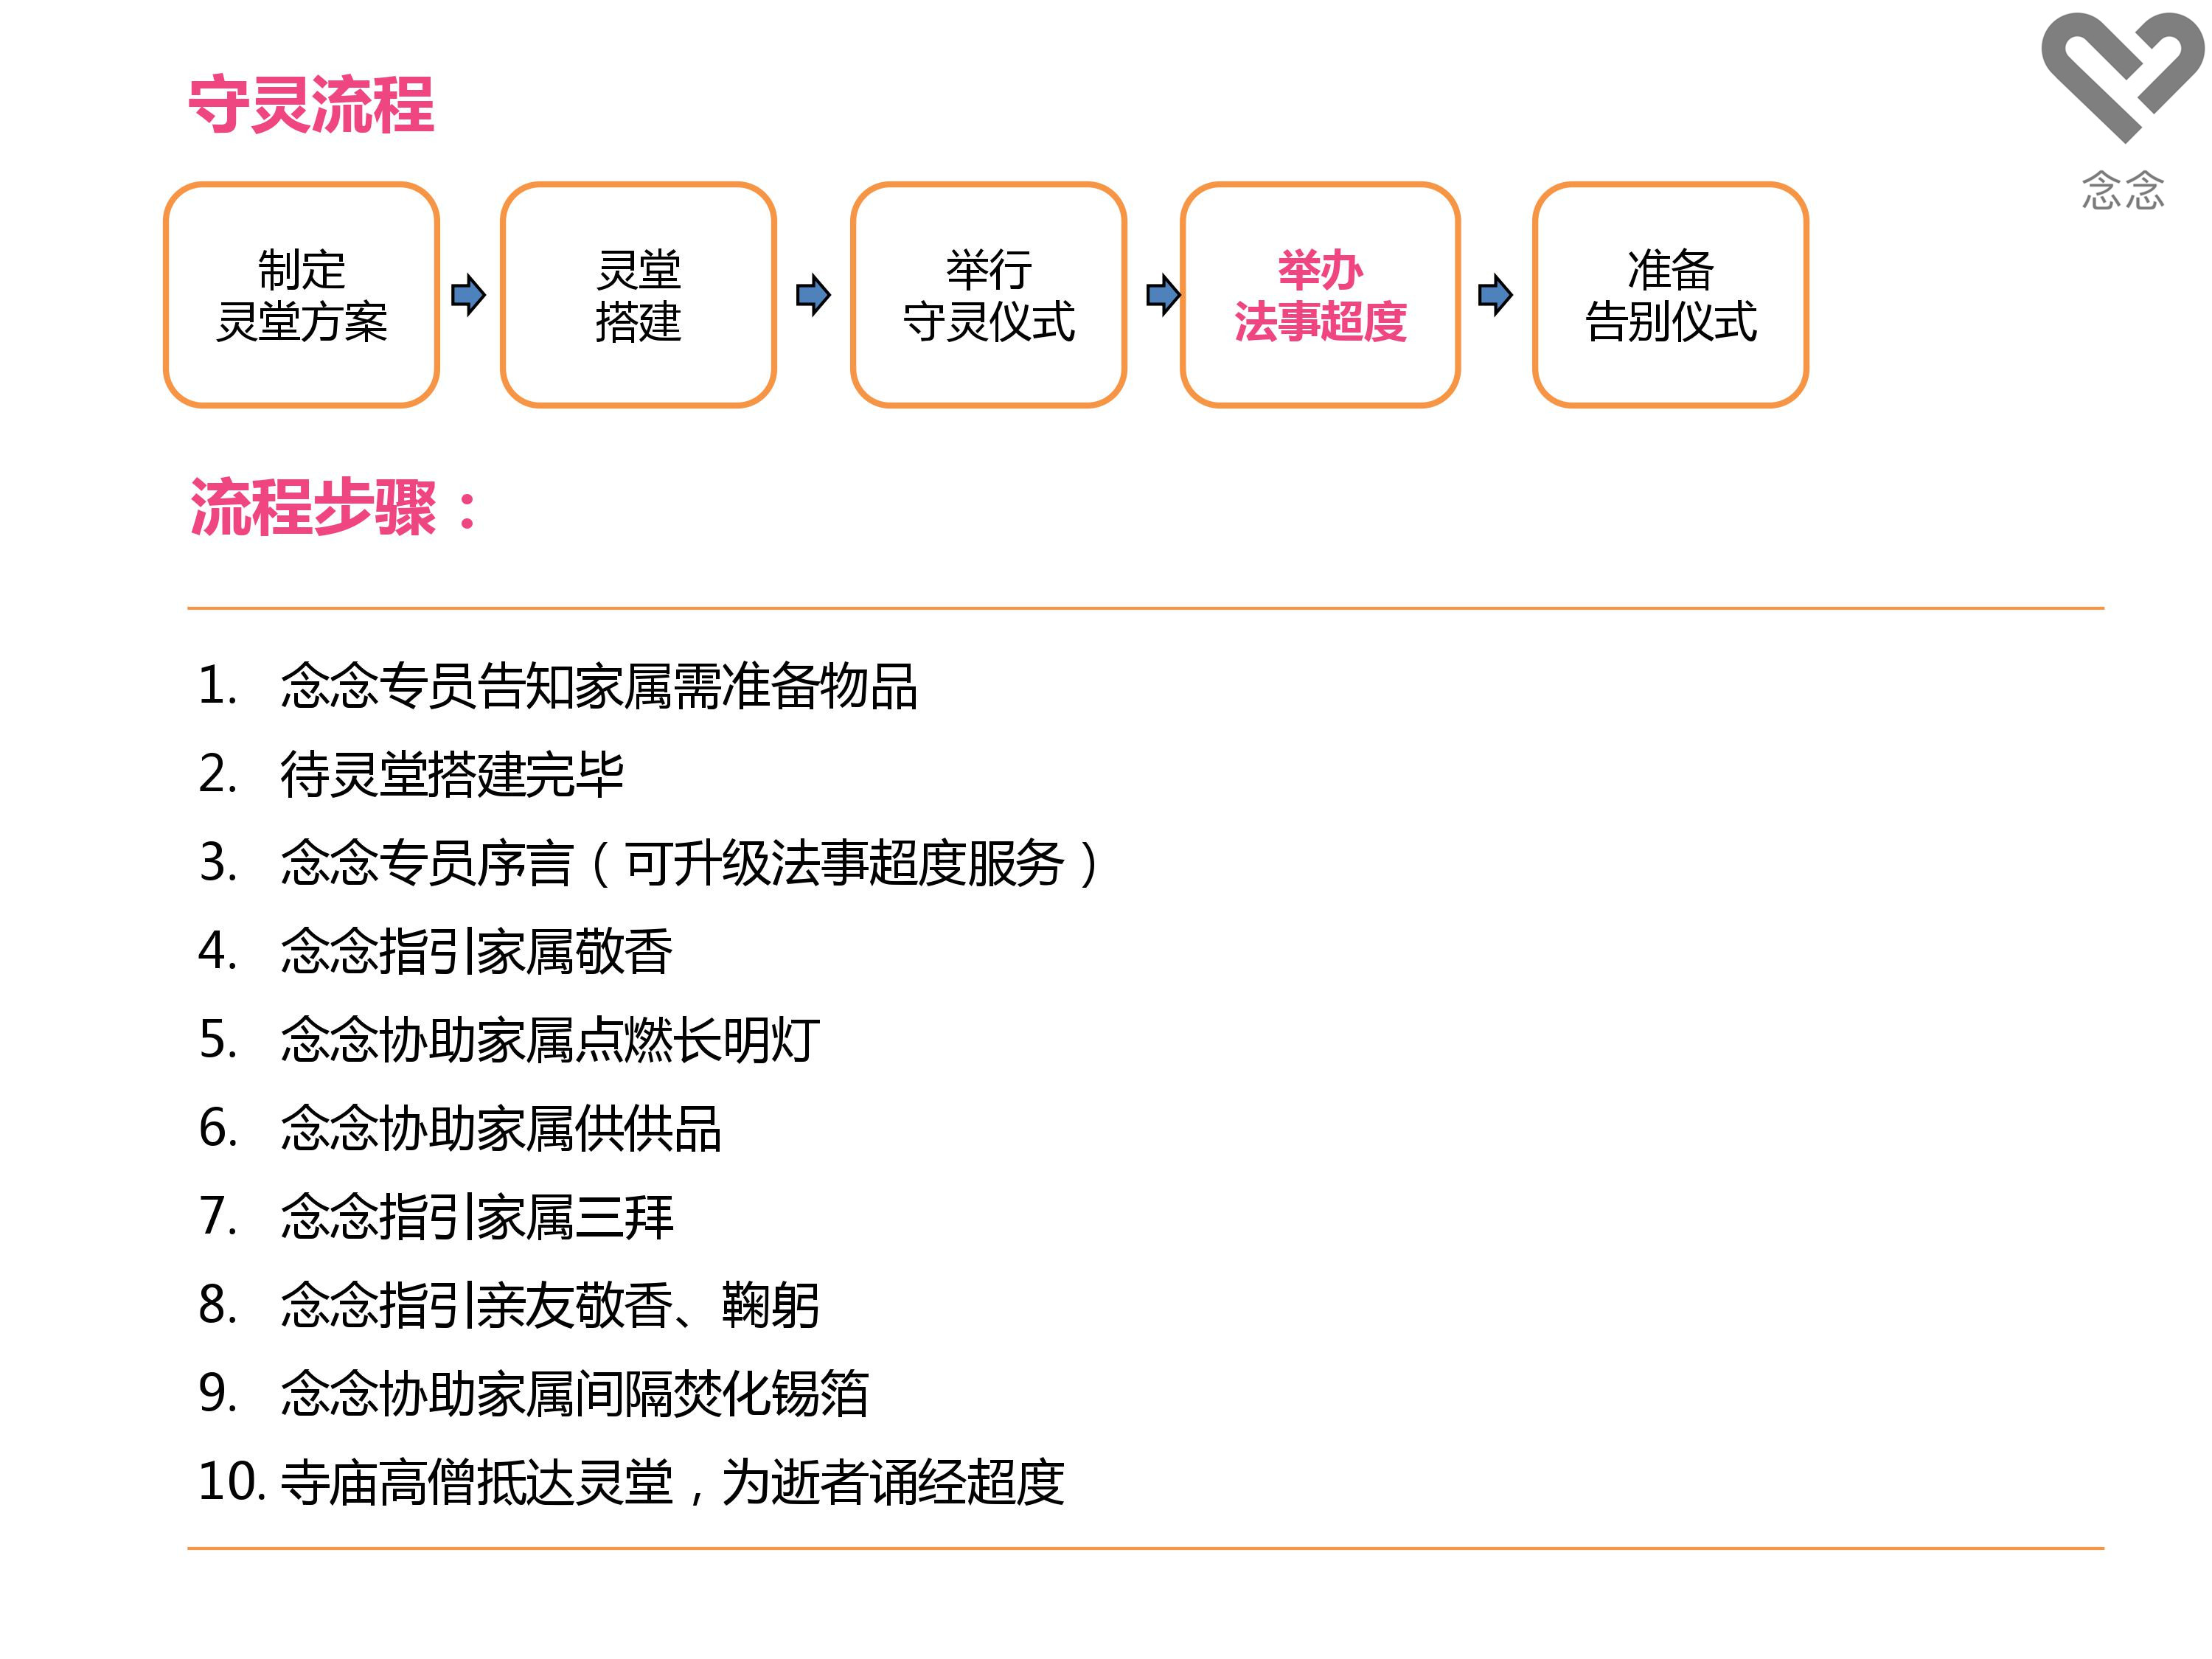 守灵流程
念念
制定
灵堂方案
灵堂
搭建
举行
守灵仪式
举办
法事超度
准备
告别仪式
流程步骤：
1. 念念专员告知家属需准备物品
2. 待灵堂搭建完毕
3. 念念专员序言（可升级法事超度服务）
4. 念念指引家属敬香
5. 念念协助家属点燃长明灯
6. 念念协助家属供供品
7. 念念指引家属三拜
8. 念念指引亲友敬香、鞠躬
9. 念念协助家属间隔焚化锡箔
10. 寺庙高僧抵达灵堂，为逝者诵经超度